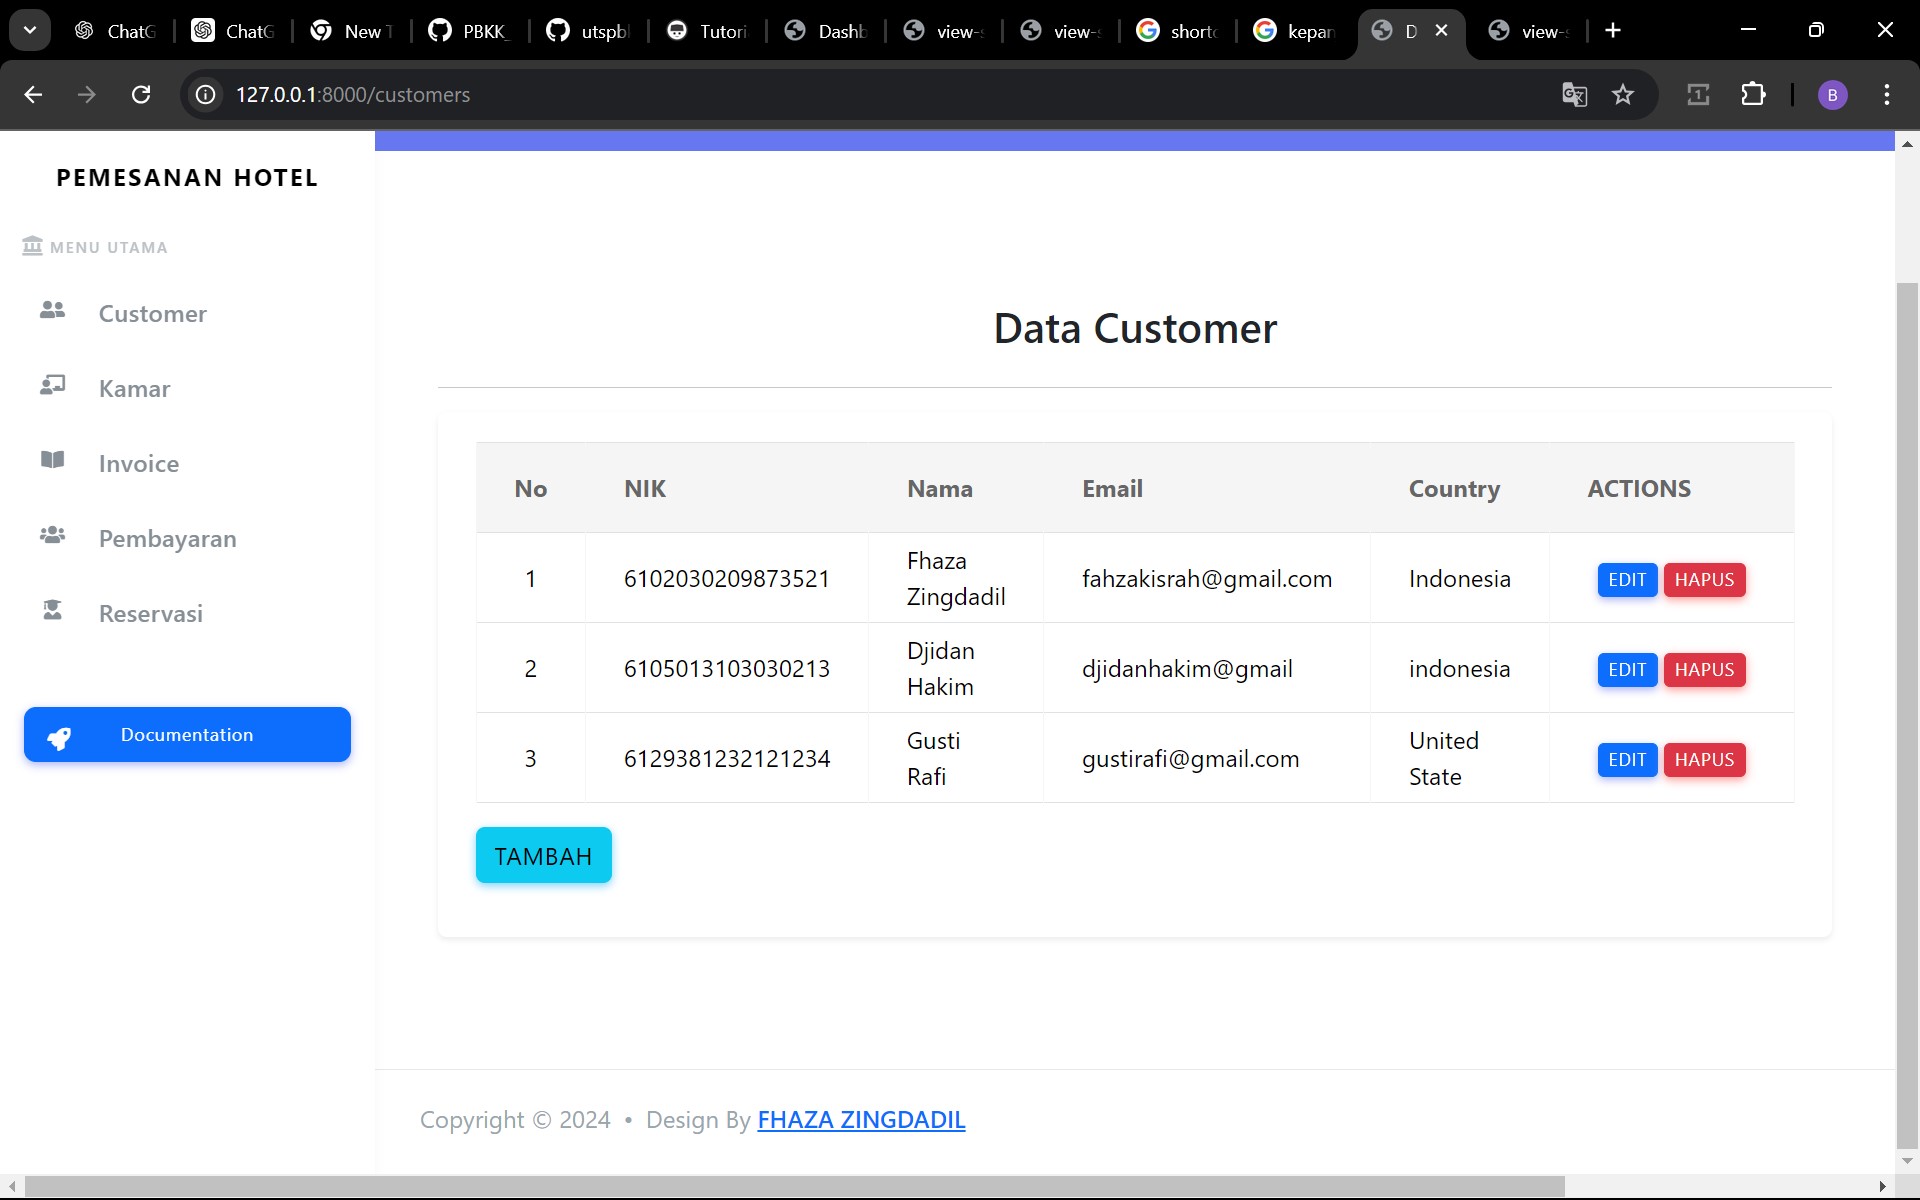 ChatG
ChatG
New T
PBKK_
utspb
Tutori
Dashb
view-s
view-s
shortc
kepan
D
view-s
127.0.0.1:8000/customers
B
PEMESANAN HOTEL
MENU UTAMA
Customer
Kamar
Invoice
Pembayaran
Reservasi
Documentation
Data Customer
No NIK Nama Email Country ACTIONS
1 6102030209873521 Fhaza Zingdadil fahzakisrah@gmail.com Indonesia EDIT HAPUS
2 6105013103030213 Djidan Hakim djidanhakim@gmail indonesia EDIT HAPUS
3 6129381232121234 Gusti Rafi gustirafi@gmail.com United State EDIT HAPUS
TAMBAH
Copyright © 2024 • Design By FHAZA ZINGDADIL